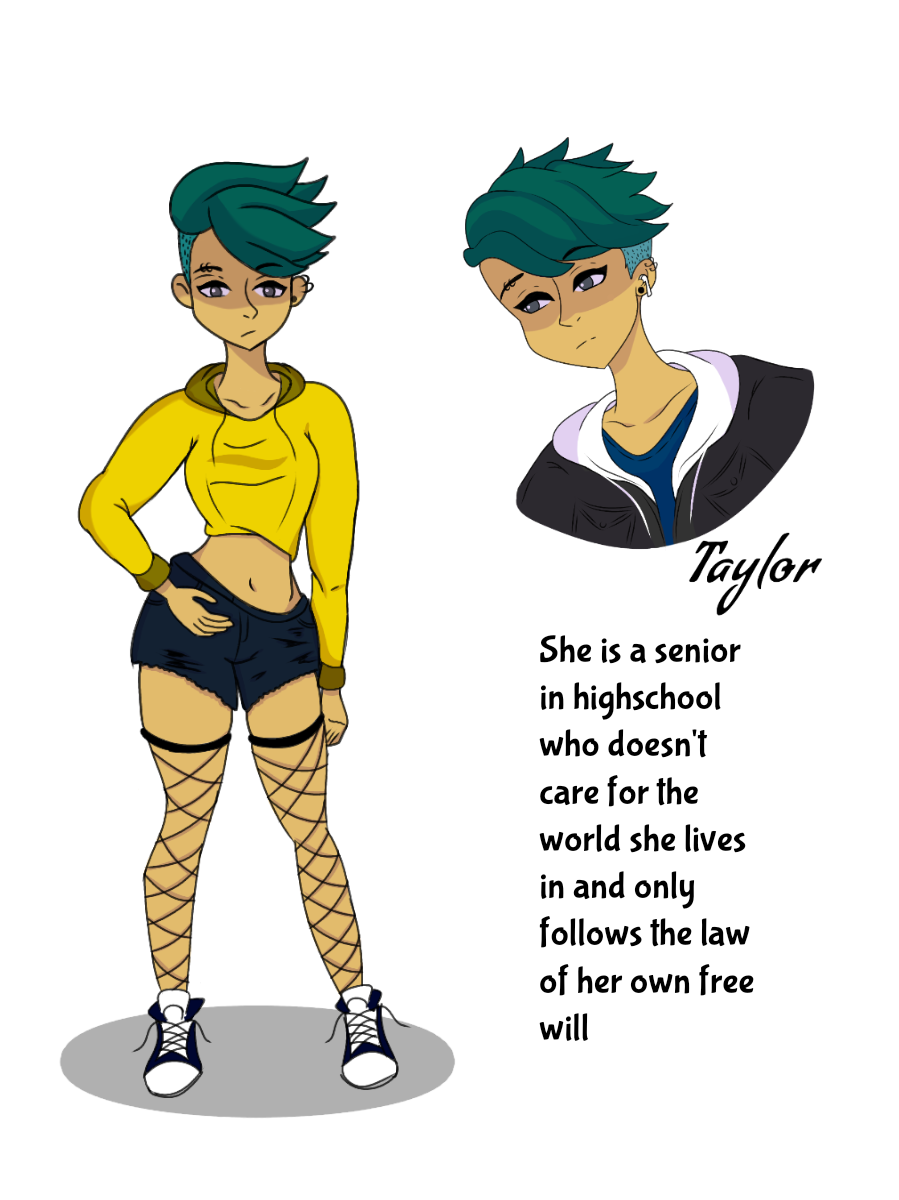 Taylor
She is a senior
in highschool
who doesn't
care for the
world she lives
in and only
follows the law
of her own free
will